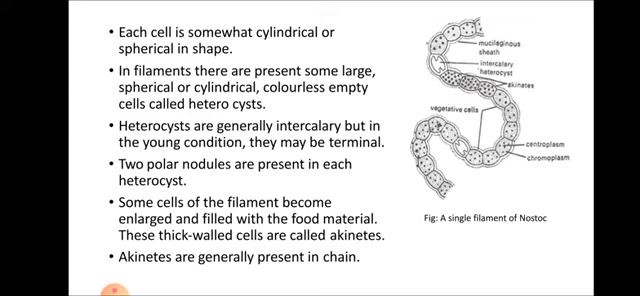 • Each cell is somewhat cylindrical or
spherical in shape.
• In filaments there are present some large,
spherical or cylindrical, colourless empty
cells called hetero cysts.
• Heterocysts are generally intercalary but in
the young condition, they may be terminal.
• Two polar nodules are present in each
heterocyst.
• Some cells of the filament become
enlarged and filled with the food material.
These thick-walled cells are called akinetes.
• Akinetes are generally present in chain.
mucilaginous
sheath
intercalary
heterocyst
akinetes
vegetative cells
centroplasm
chromoplasm
Fig: A single filament of Nostoc